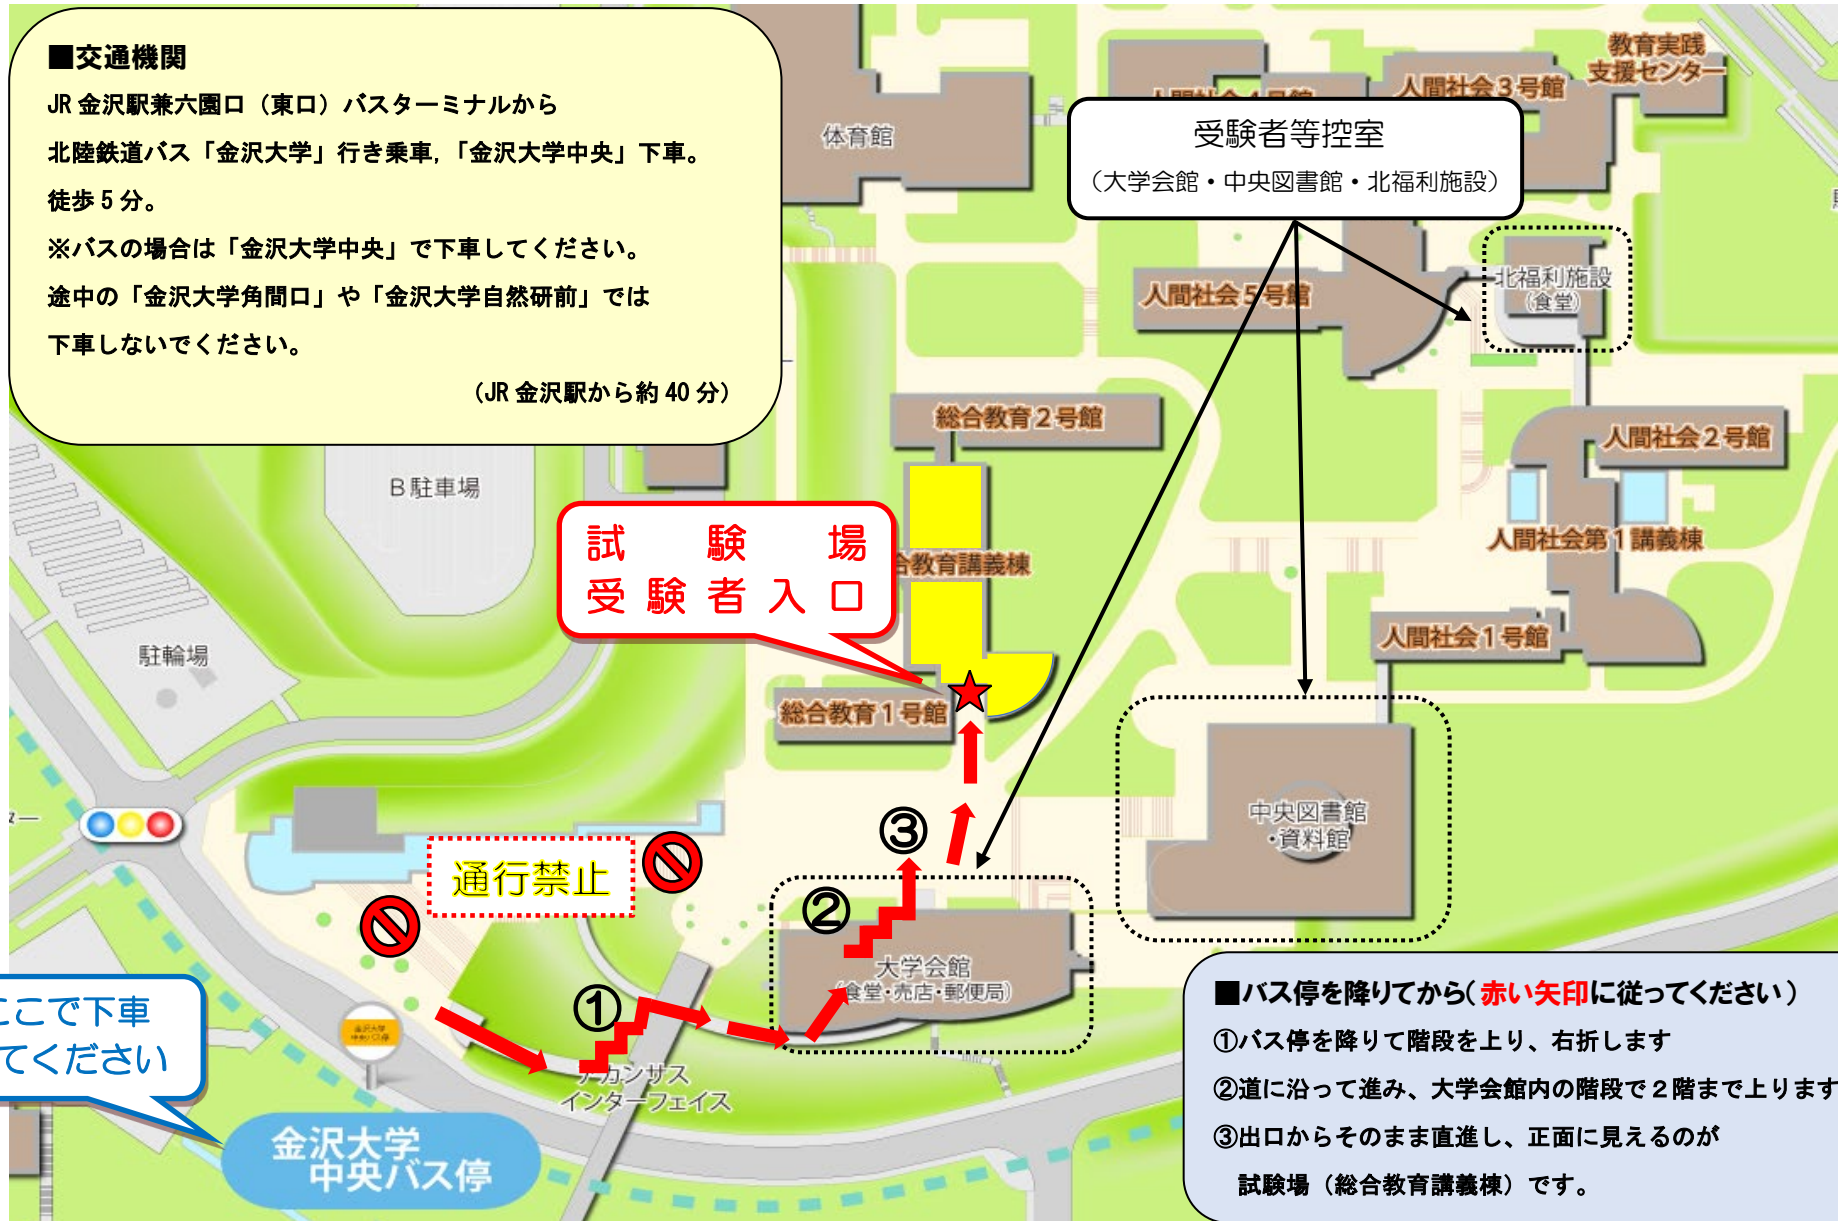 ■交通機関
JR 金沢駅兼六園口（東口）バスターミナルから
北陸鉄道バス「金沢大学」行き乗車，「金沢大学中央」下車。
徒歩 5 分。
※バスの場合は「金沢大学中央」で下車してください。
途中の「金沢大学角間口」や「金沢大学自然研前」では
下車しないでください。
（JR 金沢駅から約 40 分）
体育館
人間社会3号館
教育実践
支援センター
受験者等控室
（大学会館・中央図書館・北福利施設）
人間社会5号館
北福利施設
（食堂）
総合教育2号館
人間社会2号館
B駐車場
試験場
受験者入口
合教育講義棟
人間社会第1講義棟
人間社会1号館
駐輪場
総合教育1号館
中央図書館
・資料館
通行禁止
③
②
①
大学会館
（食堂・売店・郵便局）
ここで下車
てください
アカンサス
インターフェイス
金沢大学
中央バス停
■バス停を降りてから（赤い矢印に従ってください）
①バス停を降りて階段を上り、右折します
②道に沿って進み、大学会館内の階段で２階まで上ります
③出口からそのまま直進し、正面に見えるのが
試験場（総合教育講義棟）です。